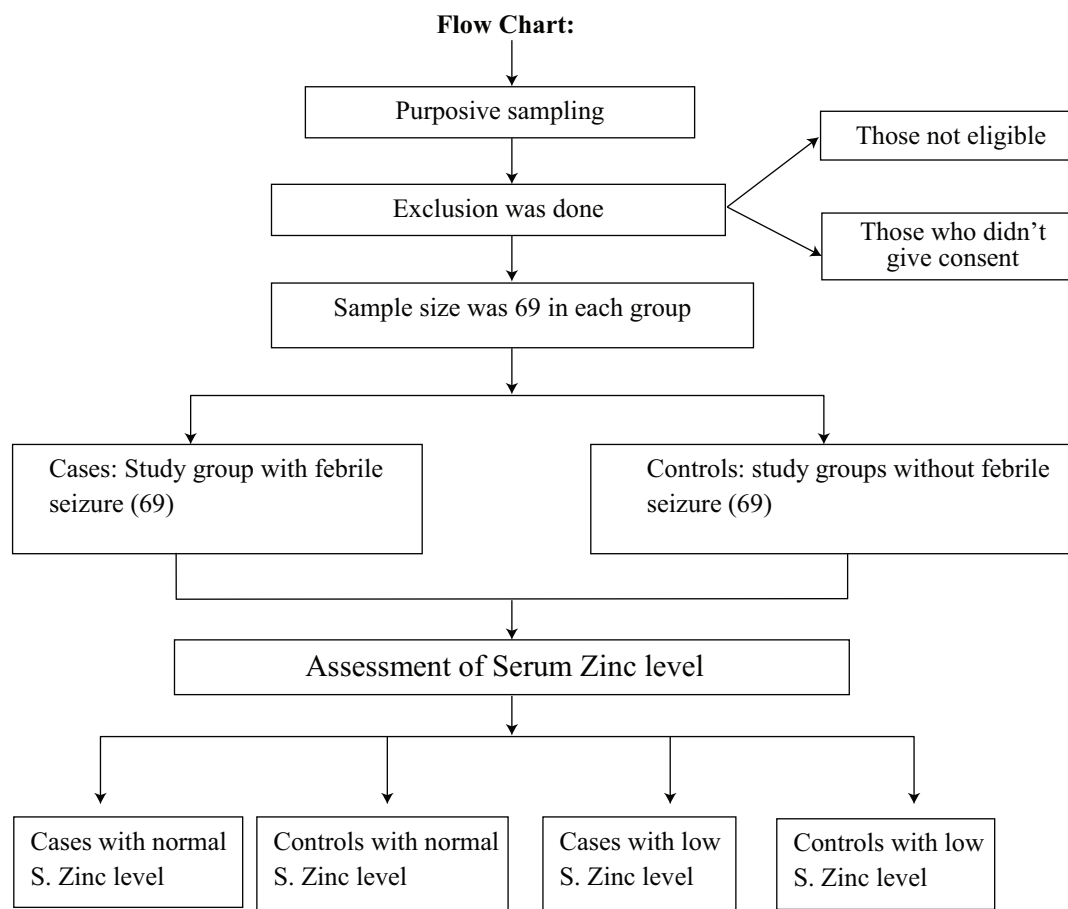 Flow Chart:
Purposive sampling
Those not eligible
Exclusion was done
Those who didn't
give consent
Sample size was 69 in each group
Cases: Study group with febrile
seizure (69)
Controls: study groups without febrile
seizure (69)
Assessment of Serum Zinc level
Cases with normal
S. Zinc level
Controls with normal
S. Zinc level
Cases with low
S. Zinc level
Controls with low
S. Zinc level